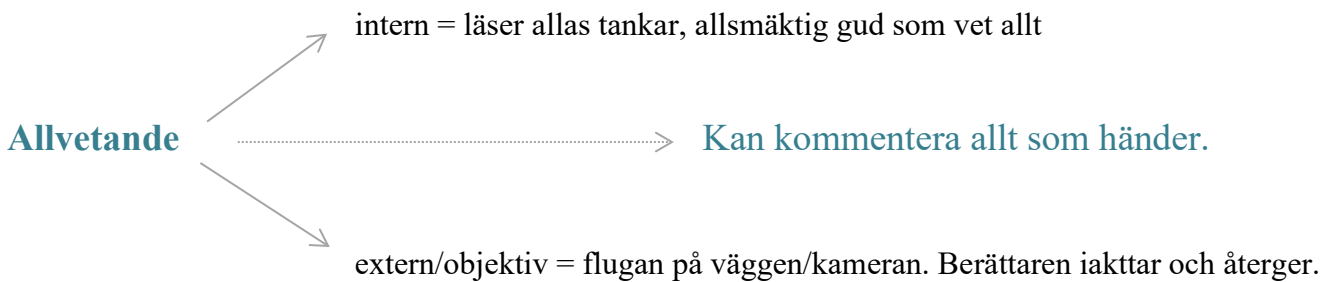 intern = läser allas tankar, allsmäktig gud som vet allt
Allvetande Kan kommentera allt som händer.
extern/objektiv = flugan på väggen/kameran. Berättaren iakttar och återger.